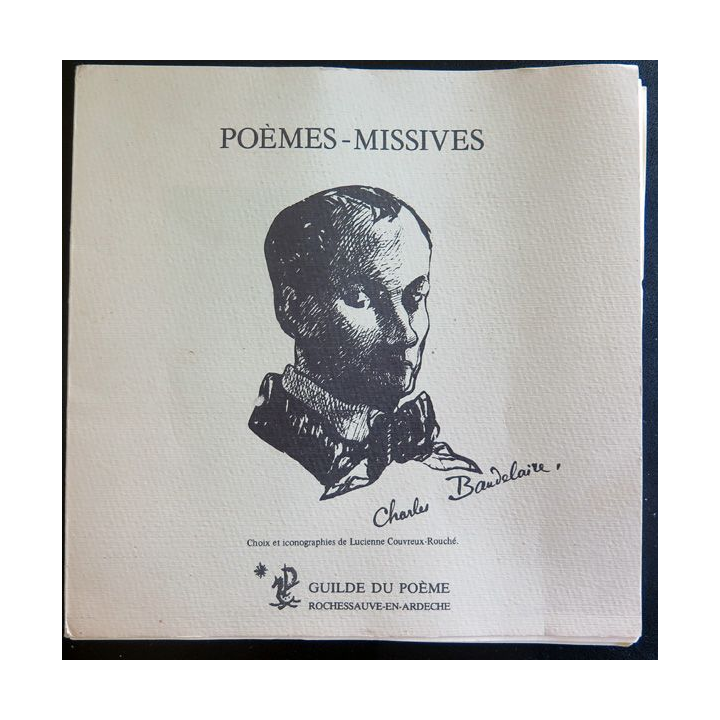 POÈMES-MISSIVES
Charles Baudelaire.
Choix et iconographies de Lucienne Couvreux-Rouché.
GUILDE DU POÈME
ROCHESSAUVE-EN-ARDECHE